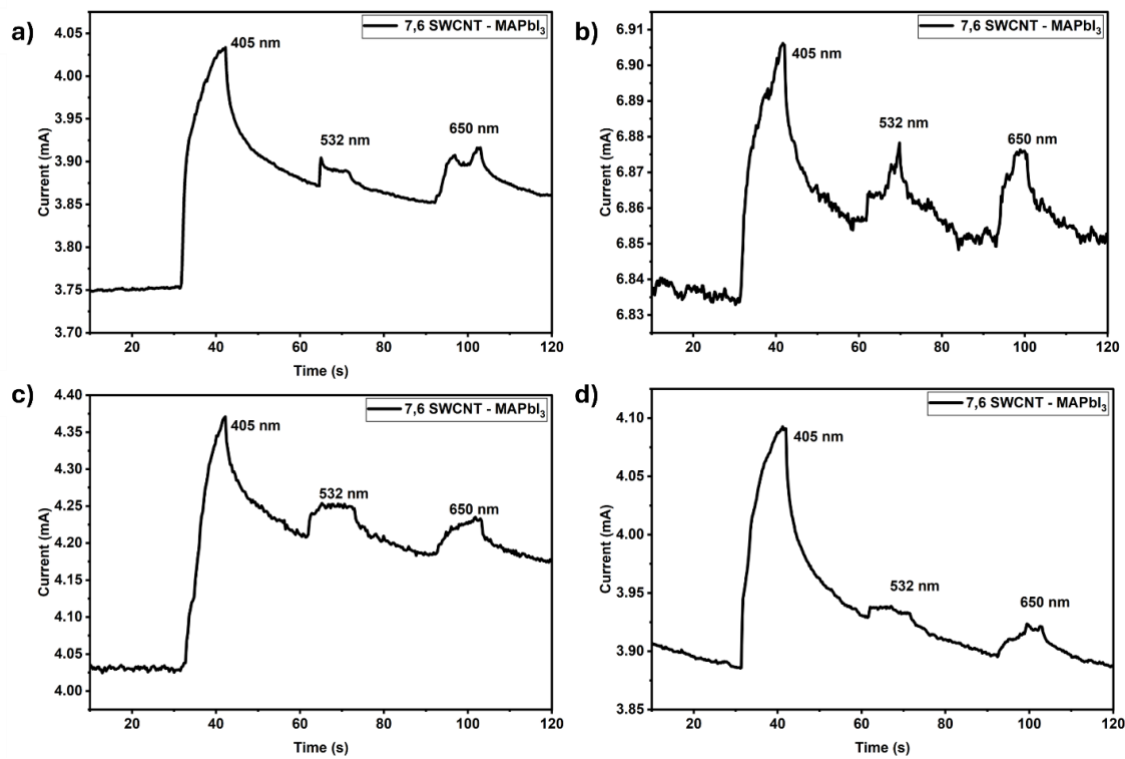 a)
7,6 SWCNT - MAPbI₃
405 nm
532 nm
650 nm
4.05
4.00
3.95
3.90
3.85
3.80
3.75
3.70
Current (mA)
20 40 60 80 100 120
Time (s)
b)
7,6 SWCNT - MAPbI₃
405 nm
532 nm
650 nm
6.91
6.90
6.89
6.88
6.87
6.86
6.85
6.84
6.83
Current (mA)
20 40 60 80 100 120
Time (s)
c)
7,6 SWCNT - MAPbI₃
405 nm
532 nm
650 nm
4.40
4.35
4.30
4.25
4.20
4.15
4.10
4.05
4.00
Current (mA)
20 40 60 80 100 120
Time (s)
d)
7,6 SWCNT - MAPbI₃
405 nm
532 nm
650 nm
4.10
4.05
4.00
3.95
3.90
3.85
Current (mA)
20 40 60 80 100 120
Time (s)